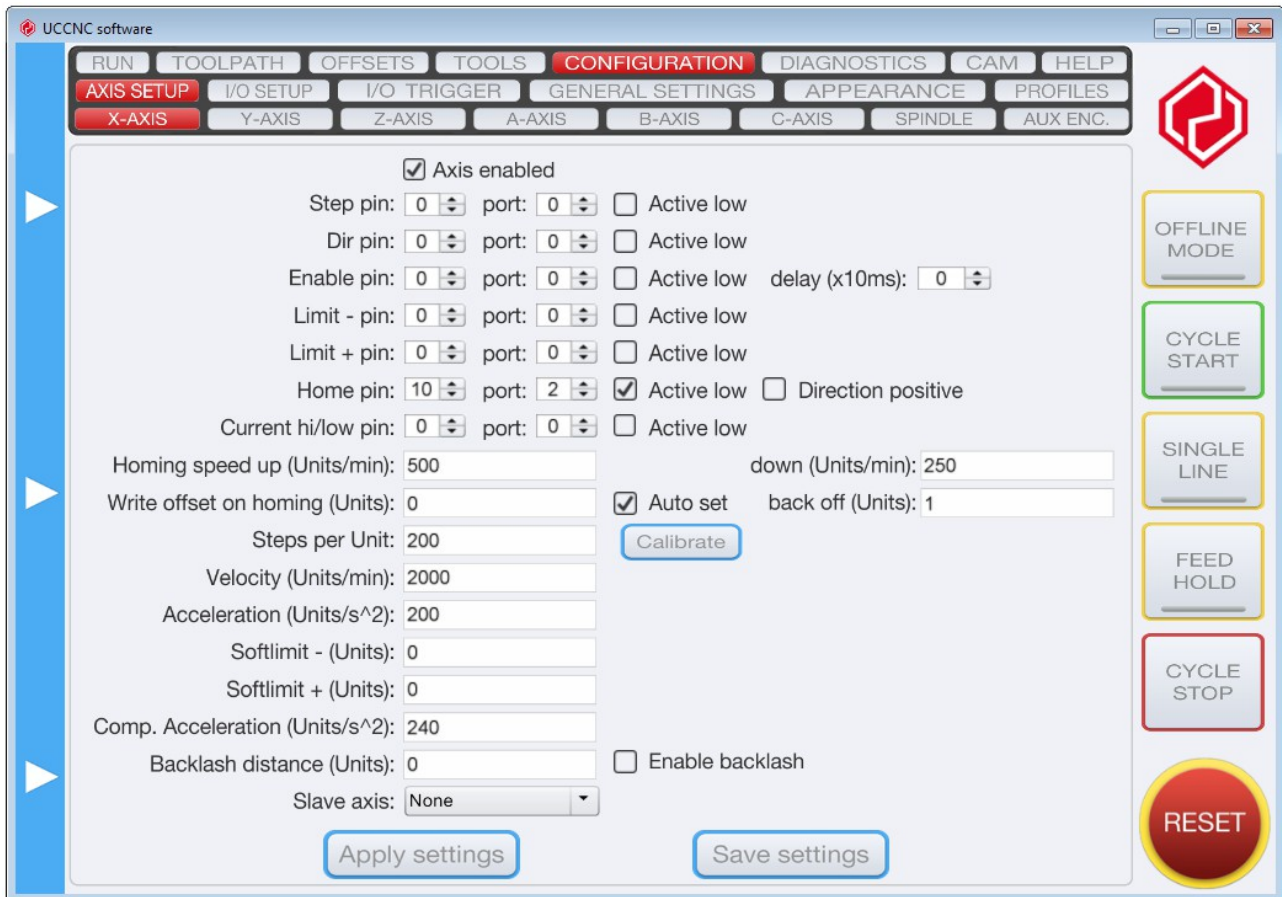 UCCNC software
RUN TOOLPATH OFFSETS TOOLS CONFIGURATION DIAGNOSTICS CAM HELP
AXIS SETUP I/O SETUP I/O TRIGGER GENERAL SETTINGS APPEARANCE PROFILES
X-AXIS Y-AXIS Z-AXIS A-AXIS B-AXIS C-AXIS SPINDLE AUX ENC.
Axis enabled
Step pin: 0 port: 0 Active low
Dir pin: 0 port: 0 Active low
Enable pin: 0 port: 0 Active low delay (x10ms): 0
Limit - pin: 0 port: 0 Active low
Limit + pin: 0 port: 0 Active low
Home pin: 10 port: 2 Active low Direction positive
Current hi/low pin: 0 port: 0 Active low
Homing speed up (Units/min): 500 down (Units/min): 250
Write offset on homing (Units): 0 Auto set back off (Units): 1
Steps per Unit: 200 Calibrate
Velocity (Units/min): 2000
Acceleration (Units/s^2): 200
Softlimit - (Units): 0
Softlimit + (Units): 0
Comp. Acceleration (Units/s^2): 240
Backlash distance (Units): 0 Enable backlash
Slave axis: None
Apply settings Save settings
OFFLINE
MODE
CYCLE
START
SINGLE
LINE
FEED
HOLD
CYCLE
STOP
RESET